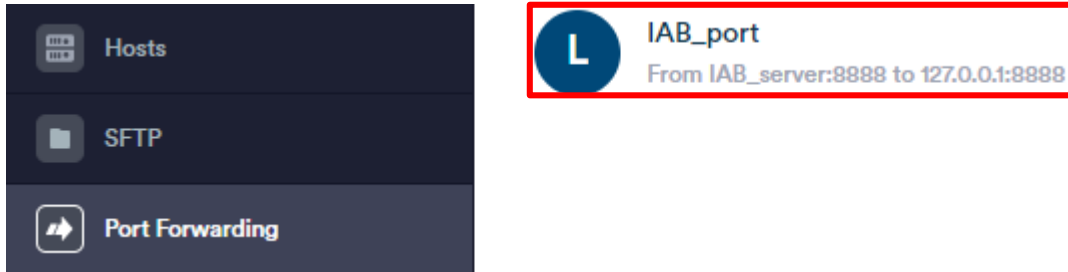 Hosts
SFTP
Port Forwarding
L
IAB_port
From IAB_server:8888 to 127.0.0.1:8888